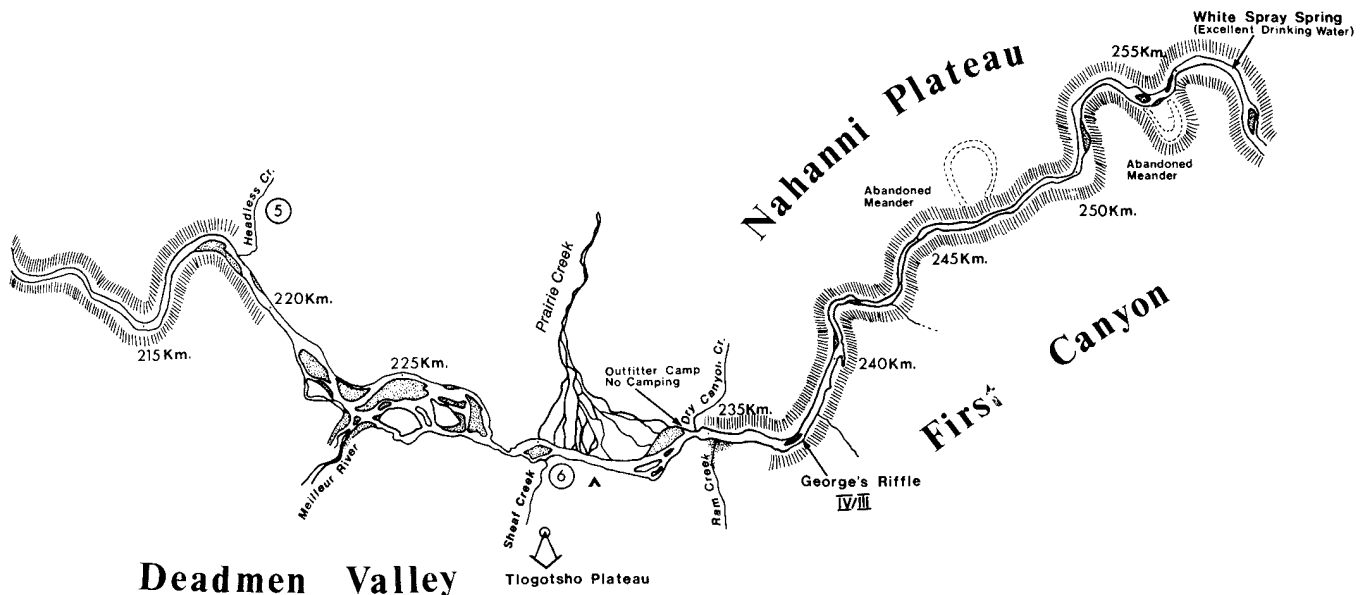 White Spray Spring
(Excellent Drinking Water)
255Km.
Nahanni Plateau
Abandoned
Meander
Abandoned
Meander
250Km.
245Km.
Headless Cr.
5
Prairie Creek
220Km.
215Km.
225Km.
Outfitter Camp
No Camping
Dry Canyon Cr.
235Km.
240Km.
First Canyon
Meilleur River
Sheaf Creek
6
Ram Creek
George's Riffle
IV/III
Deadmen Valley
Tlogotsho Plateau